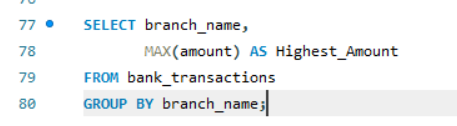 77 SELECT branch_name,
78 MAX(amount) AS Highest_Amount
79 FROM bank_transactions
80 GROUP BY branch_name;